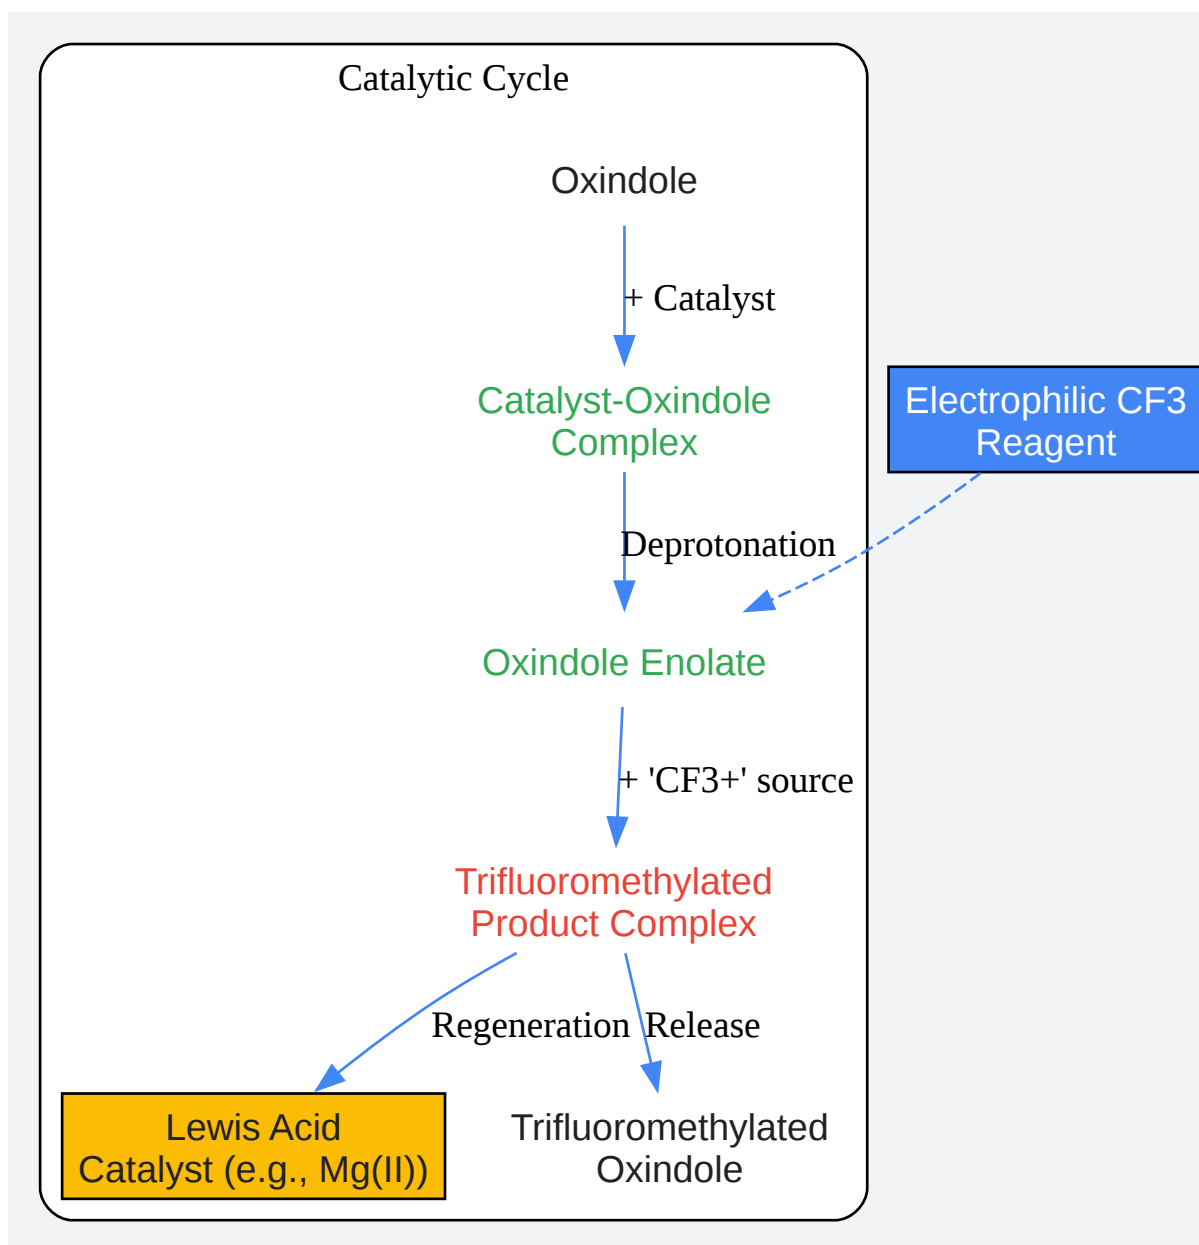 Catalytic Cycle
Oxindole
+ Catalyst
Catalyst-Oxindole
Complex
Electrophilic CF3
Reagent
Deprotonation
Oxindole Enolate
+ 'CF3+' source
Trifluoromethylated
Product Complex
Regeneration
Release
Lewis Acid
Catalyst (e.g., Mg(II))
Trifluoromethylated
Oxindole